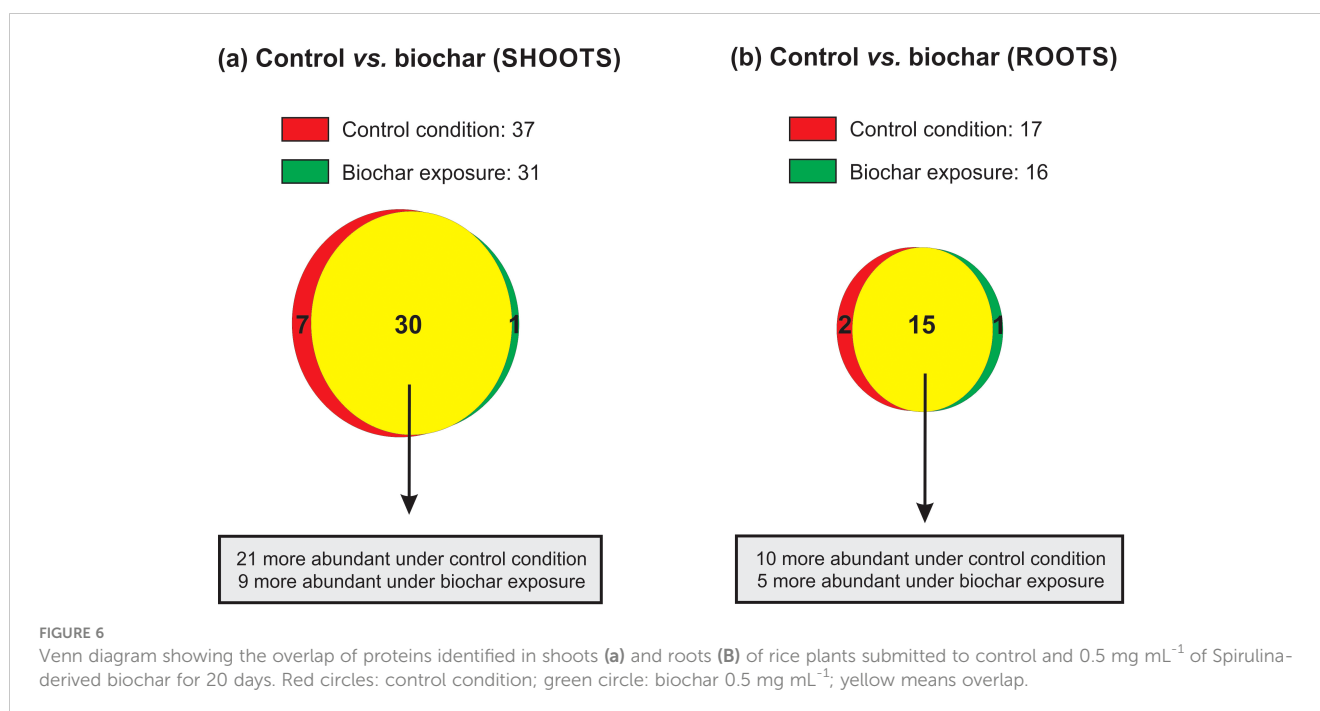 (a) Control vs. biochar (SHOOTS)
Control condition: 37
Biochar exposure: 31
7
30
1
21 more abundant under control condition
9 more abundant under biochar exposure
(b) Control vs. biochar (ROOTS)
Control condition: 17
Biochar exposure: 16
2
15
1
10 more abundant under control condition
5 more abundant under biochar exposure
FIGURE 6
Venn diagram showing the overlap of proteins identified in shoots (a) and roots (B) of rice plants submitted to control and 0.5 mg mL⁻¹ of Spirulina-
derived biochar for 20 days. Red circles: control condition; green circle: biochar 0.5 mg mL⁻¹; yellow means overlap.